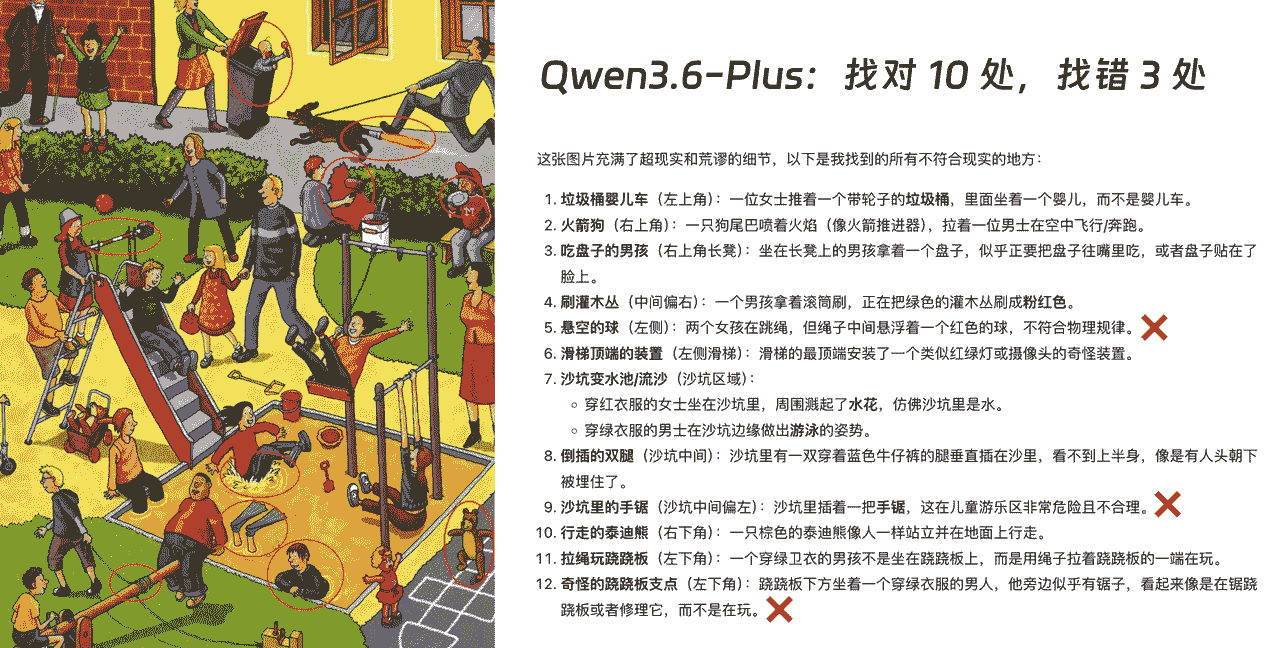 Qwen3.6-Plus：找对 10 处，找错 3 处
这张图片充满了超现实和荒谬的细节，以下是我找到的所有不符合现实的地方：
1. 垃圾桶婴儿车（左上角）：一位女士推着一个带轮子的垃圾桶，里面坐着一个婴儿，而不是婴儿车。
2. 火箭狗（右上角）：一只狗尾巴喷着火焰（像火箭推进器），拉着一位男士在空中飞行/奔跑。
3. 吃盘子的男孩（右上角长凳）：坐在长凳上的男孩拿着一个盘子，似乎正要把盘子往嘴里吃，或者盘子贴在了
脸上。
4. 刷灌木丛（中间偏右）：一个男孩拿着滚筒刷，正在把绿色的灌木丛刷成粉红色。
5. 悬空的球（左侧）：两个女孩在跳绳，但绳子中间悬浮着一个红色的球，不符合物理规律。
6. 滑梯顶端的装置（左侧滑梯）：滑梯的最顶端安装了一个类似红绿灯或摄像头的奇怪装置。
7. 沙坑变水池/流沙（沙坑区域）：
◦ 穿红衣服的女士坐在沙坑里，周围溅起了水花，仿佛沙坑里是水。
◦ 穿绿衣服的男士在沙坑边缘做出游泳的姿势。
8. 倒插的双腿（沙坑中间）：沙坑里有一双穿着蓝色牛仔裤的腿垂直插在沙里，看不到上半身，像是有人头朝下
被埋住了。
9. 沙坑里的手锯（沙坑中间偏左）：沙坑里插着一把手锯，这在儿童游乐区非常危险且不合理。
10. 行走的泰迪熊（右下角）：一只棕色的泰迪熊像人一样站立并在地面上行走。
11. 拉绳玩跷跷板（左下角）：一个穿绿卫衣的男孩不是坐在跷跷板上，而是用绳子拉着跷跷板的一端在玩。
12. 奇怪的跷跷板支点（左下角）：跷跷板下方坐着一个穿绿衣服的男人，他旁边似乎有锯子，看起来像是在锯跷
跷板或者修理它，而不是在玩。